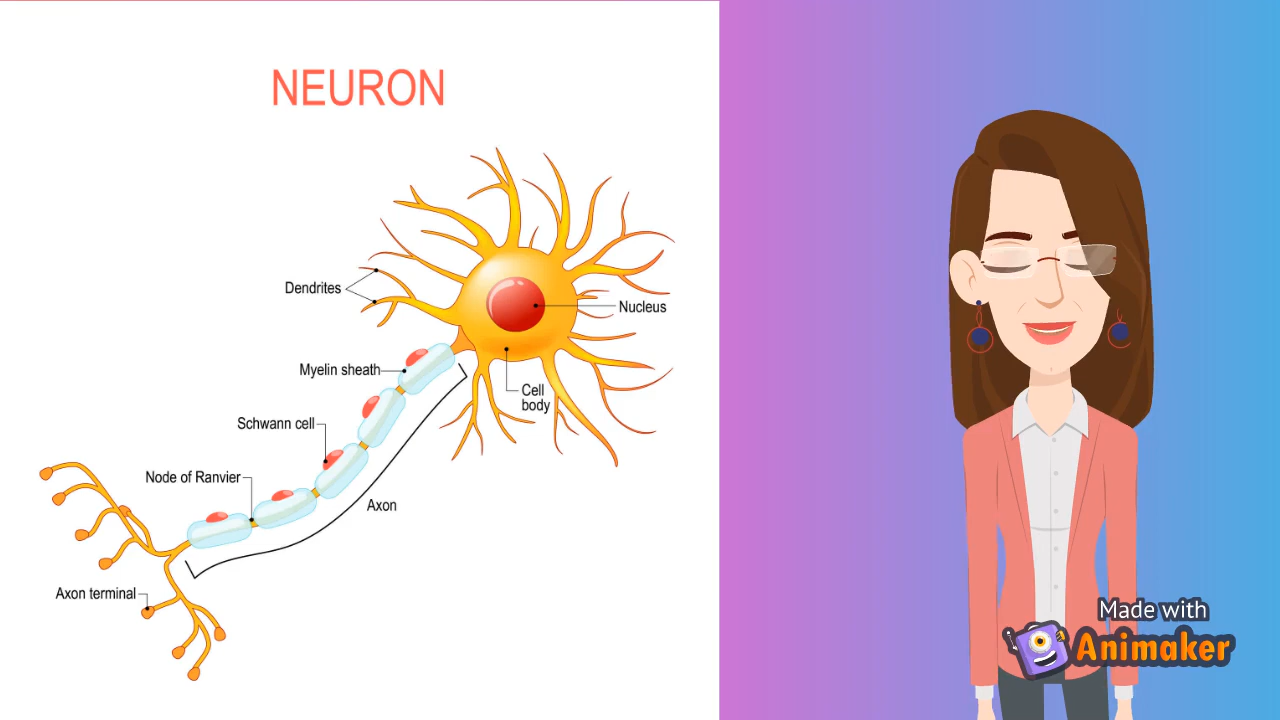 NEURON
Dendrites
Nucleus
Myelin sheath
Cell
body
Schwann cell
Node of Ranvier
Axon
Axon terminal
Made with
Animaker